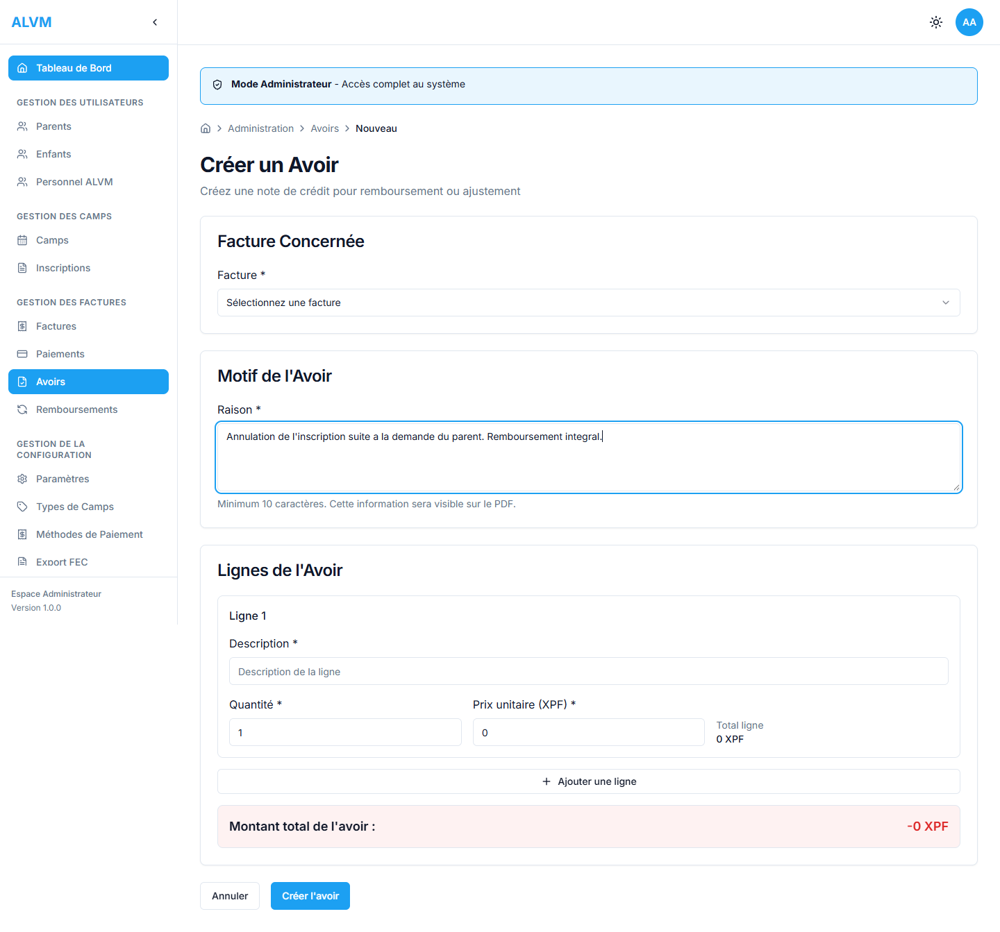 ALVM
AA
Tableau de Bord
GESTION DES UTILISATEURS
Parents
Enfants
Personnel ALVM
GESTION DES CAMPS
Camps
Inscriptions
GESTION DES FACTURES
Factures
Paiements
Avoirs
Remboursements
GESTION DE LA
CONFIGURATION
Paramètres
Types de Camps
Méthodes de Paiement
Export FEC
Espace Administrateur
Version 1.0.0
Mode Administrateur - Accès complet au système
Administration > Avoirs > Nouveau
Créer un Avoir
Créez une note de crédit pour remboursement ou ajustement
Facture Concernée
Facture *
Sélectionnez une facture
Motif de l'Avoir
Raison *
Annulation de l'inscription suite a la demande du parent. Remboursement integral.
Minimum 10 caractères. Cette information sera visible sur le PDF.
Lignes de l'Avoir
Ligne 1
Description *
Description de la ligne
Quantité *
Prix unitaire (XPF) *
1
0
Total ligne
0 XPF
+ Ajouter une ligne
Montant total de l'avoir :
-0 XPF
Annuler
Créer l'avoir